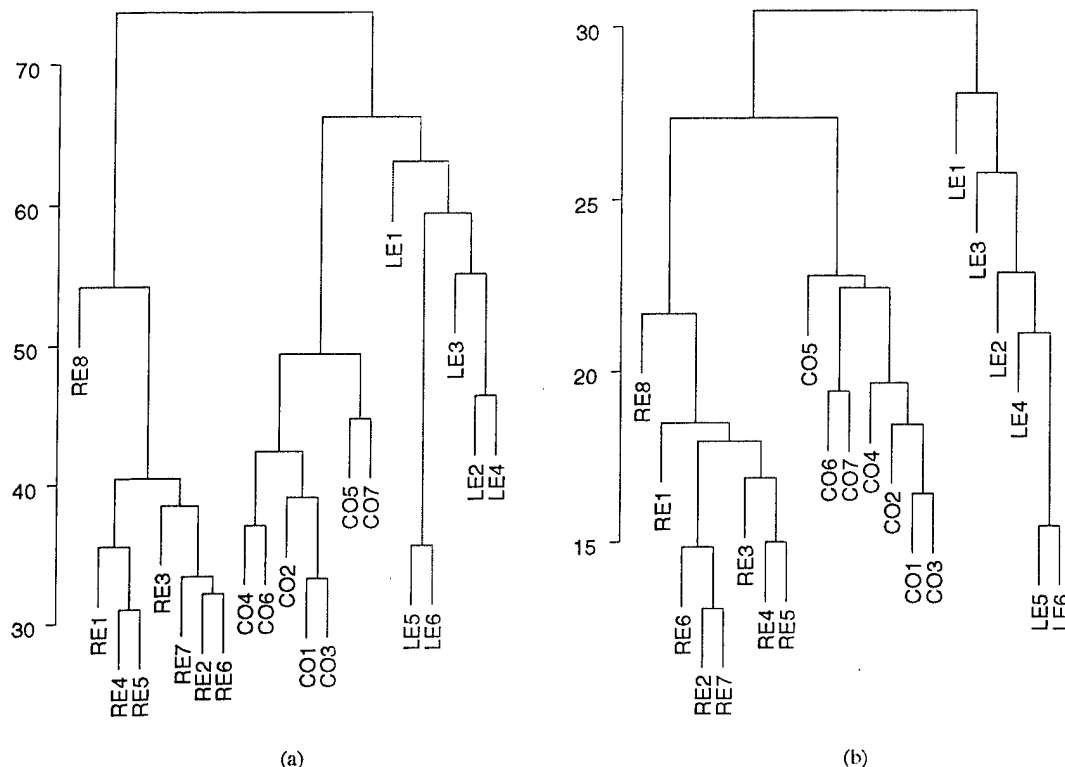 70
60
50
40
30
RE8
RE1
RE4
RE5
RE3
RE7
RE2
RE6
CO4
CO6
CO2
CO1
CO3
CO5
CO7
LE1
LE5
LE6
LE3
LE2
LE4
(a)
30
25
20
15
RE8
RE1
RE6
RE2
RE7
RE3
RE4
RE5
CO5
CO6
CO7
CO4
CO2
CO1
CO3
LE1
LE3
LE2
LE4
LE5
LE6
(b)